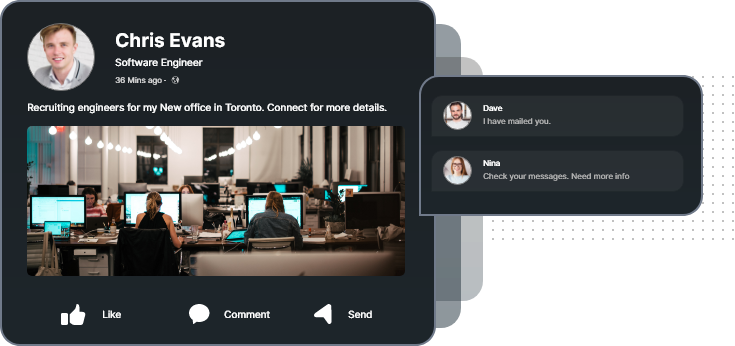 Chris Evans
Software Engineer
36 Mins ago ·
Recruiting engineers for my New office in Toronto. Connect for more details.
Like
Comment
Send
Dave
I have mailed you.
Nina
Check your messages. Need more info